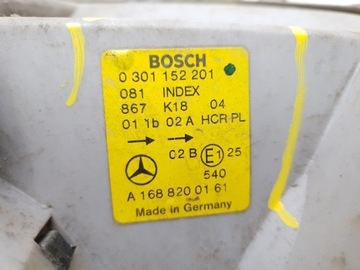 BOSCH
0 301 152 201
081 INDEX
867 K18 04
01 1b 02 A HCR-PL
02 B E1 25
540
A 168 820 01 61
Made in Germany